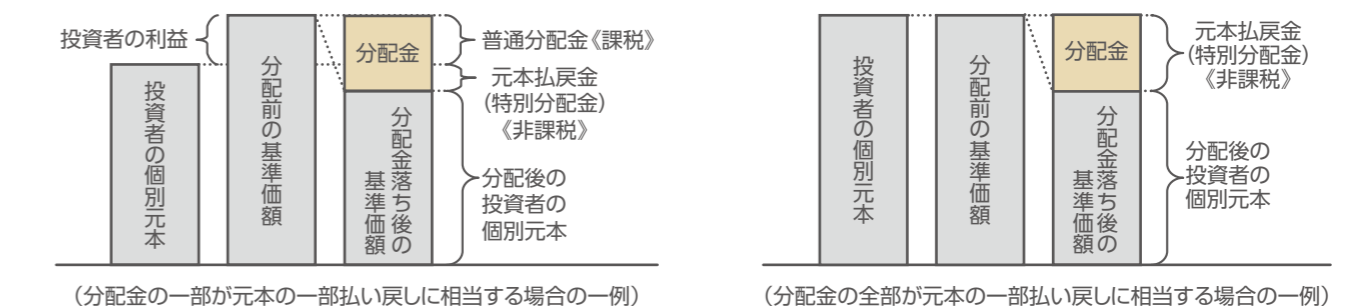 投資者の利益
投資者の個別元本
分配前の基準価額
分配金
分配金落ち後の
基準価額
普通分配金《課税》
元本払戻金
(特別分配金)
《非課税》
分配後の
投資者の
個別元本
(分配金の一部が元本の一部払い戻しに相当する場合の一例)
投資者の個別元本
分配前の基準価額
分配金
分配金落ち後の
基準価額
元本払戻金
(特別分配金)
《非課税》
分配後の
投資者の
個別元本
(分配金の全部が元本の一部払い戻しに相当する場合の一例)